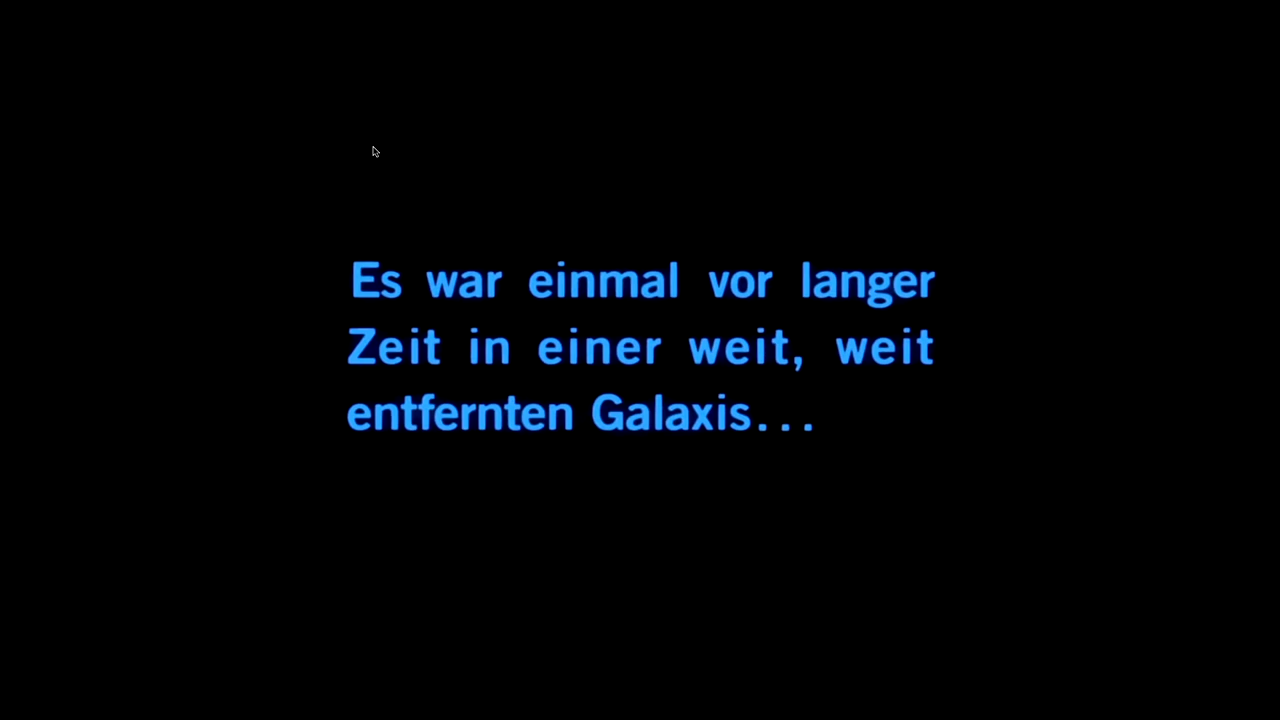 Es war einmal vor langer
Zeit in einer weit, weit
entfernten Galaxis...